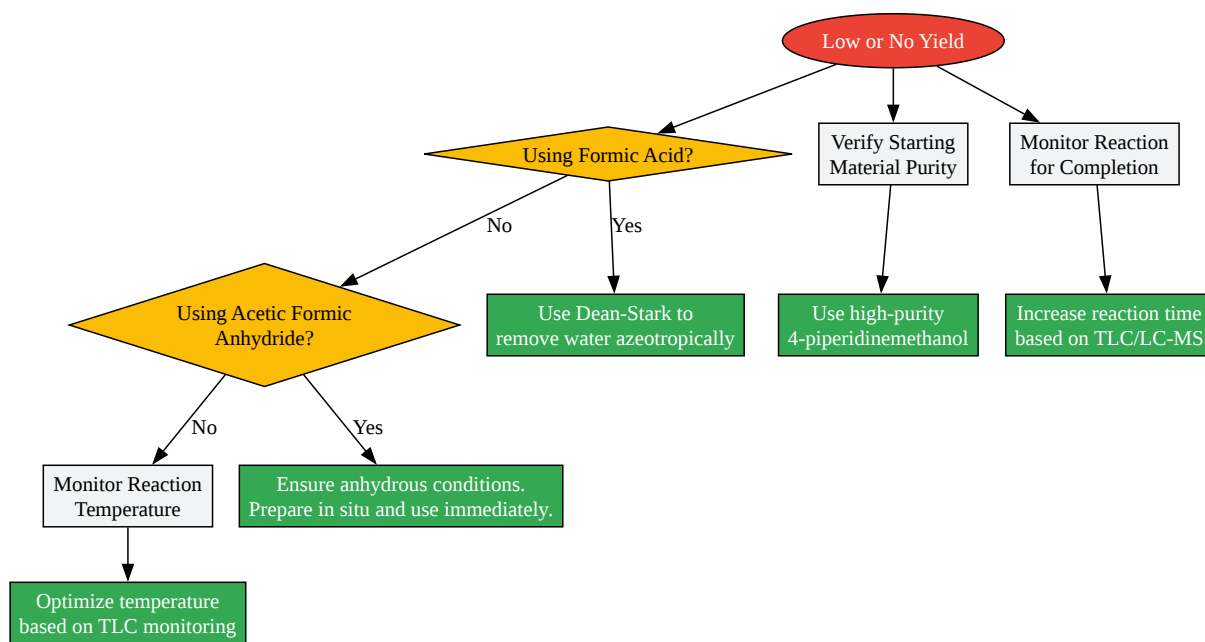 Low or No Yield
Using Formic Acid?
Verify Starting
Material Purity
Monitor Reaction
for Completion
No
Yes
Using Acetic Formic
Anhydride?
Use Dean-Stark to
remove water azeotropically
Use high-purity
4-piperidinemethanol
Increase reaction time
based on TLC/LC-MS
No
Yes
Monitor Reaction
Temperature
Ensure anhydrous conditions.
Prepare in situ and use immediately.
Optimize temperature
based on TLC monitoring